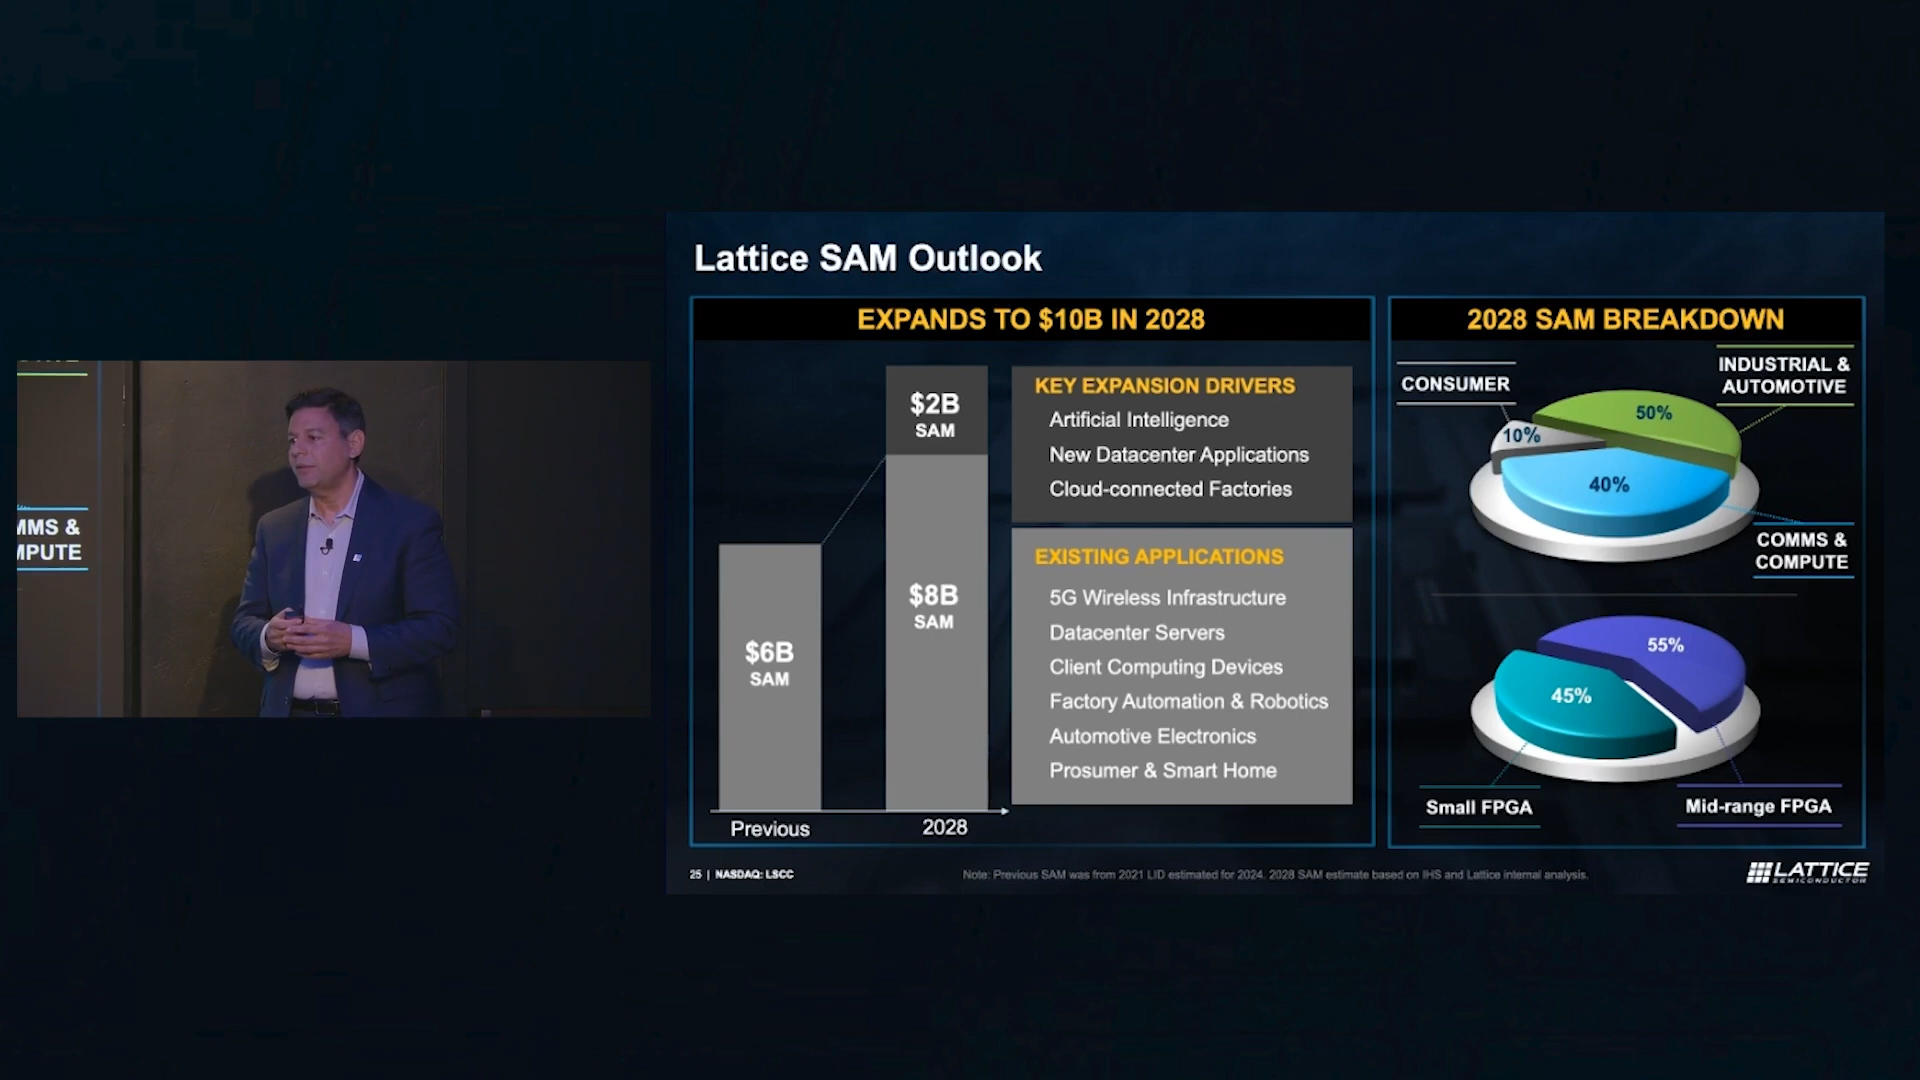 MMS &
MPUTE
Lattice SAM Outlook
EXPANDS TO $10B IN 2028
$2B
SAM
$8B
SAM
$6B
SAM
Previous
2028
KEY EXPANSION DRIVERS
Artificial Intelligence
New Datacenter Applications
Cloud-connected Factories
EXISTING APPLICATIONS
5G Wireless Infrastructure
Datacenter Servers
Client Computing Devices
Factory Automation & Robotics
Automotive Electronics
Prosumer & Smart Home
2028 SAM BREAKDOWN
CONSUMER
INDUSTRIAL &
AUTOMOTIVE
50%
10%
40%
COMMS &
COMPUTE
55%
45%
Small FPGA
Mid-range FPGA
25 | NASDAQ: LSCC
Note: Previous SAM was from 2021 LID estimated for 2024. 2028 SAM estimate based on IHS and Lattice internal analysis.
LATTICE
SEMICONDUCTOR